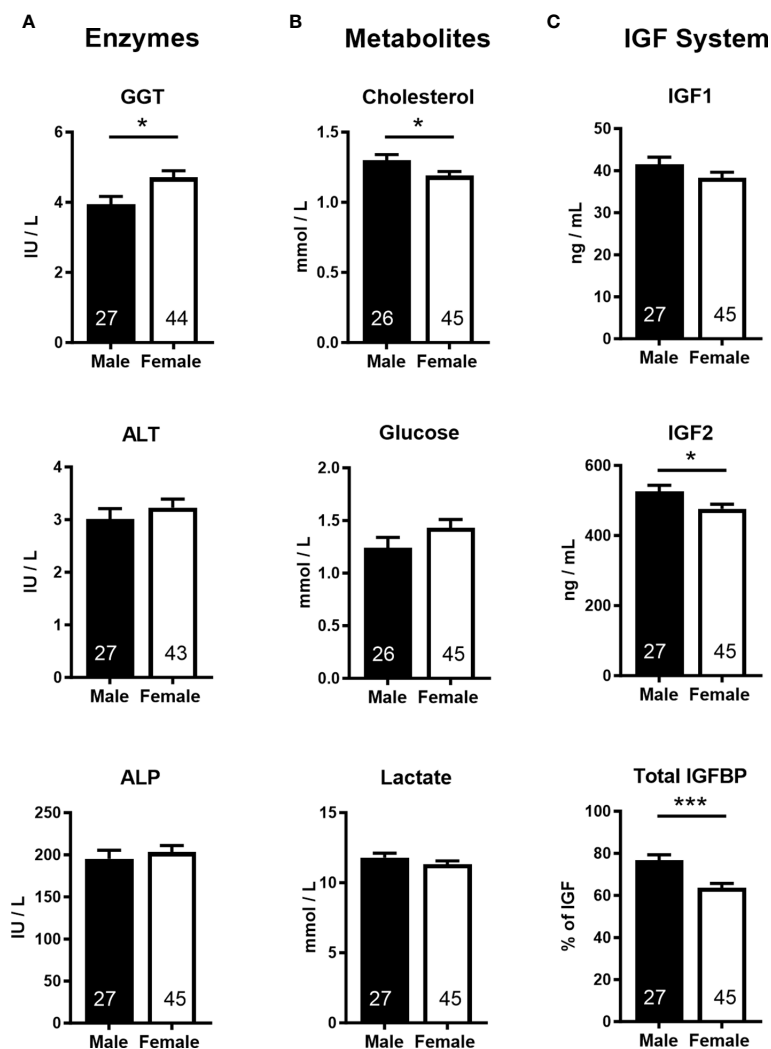 A Enzymes
B Metabolites
C IGF System
GGT
6
4
2
0
IU / L
*
27
44
Male Female
Cholesterol
1.5
1.0
0.5
0.0
mmol / L
*
26
45
Male Female
IGF1
50
40
30
20
10
0
ng / mL
27
45
Male Female
ALT
4
3
2
1
0
IU / L
27
43
Male Female
Glucose
2.0
1.5
1.0
0.5
0.0
mmol / L
26
45
Male Female
IGF2
600
400
200
0
ng / mL
*
27
45
Male Female
ALP
250
200
150
100
50
0
IU / L
27
45
Male Female
Lactate
15
10
5
0
mmol / L
27
45
Male Female
Total IGFBP
100
80
60
40
20
0
% of IGF
***
27
45
Male Female